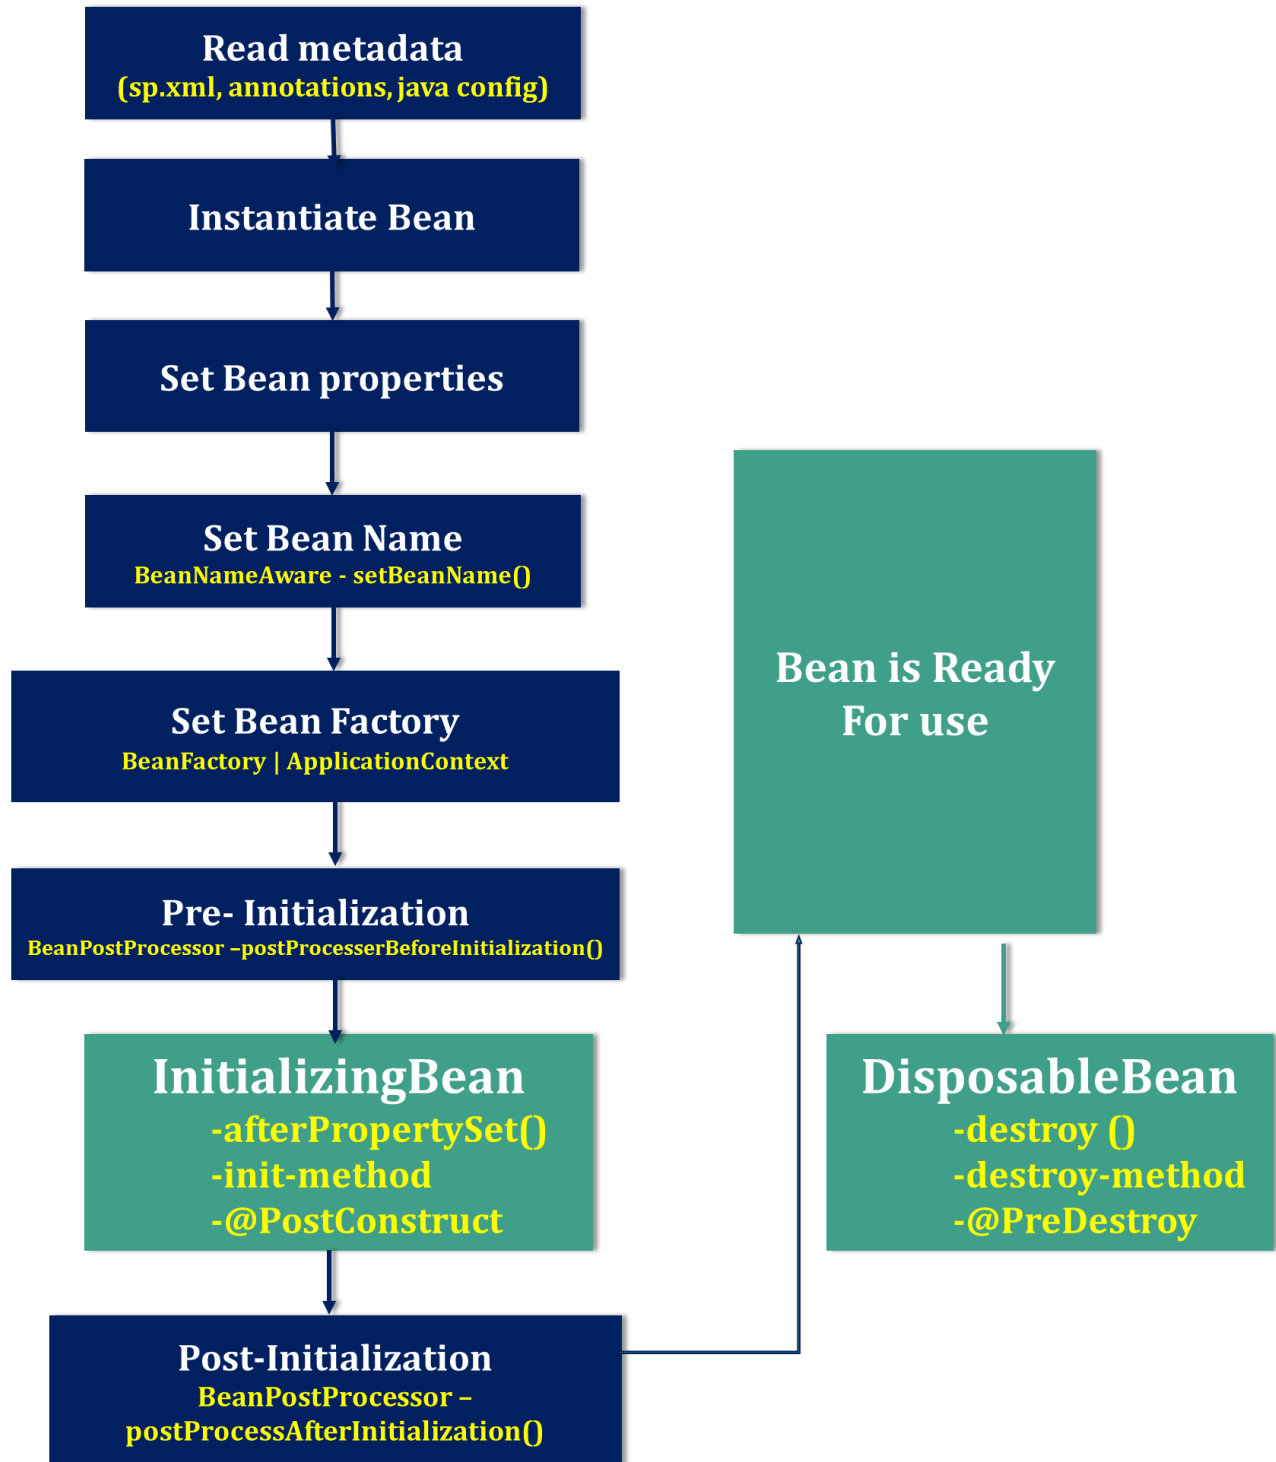 Read metadata
(sp.xml, annotations, java config)
Instantiate Bean
Set Bean properties
Set Bean Name
BeanNameAware - setBeanName()
Set Bean Factory
BeanFactory | ApplicationContext
Pre- Initialization
BeanPostProcessor –postProcesserBeforeInitialization()
InitializingBean
-afterPropertySet()
-init-method
-@PostConstruct
Post-Initialization
BeanPostProcessor –
postProcessAfterInitialization()
Bean is Ready
For use
DisposableBean
-destroy ()
-destroy-method
-@PreDestroy